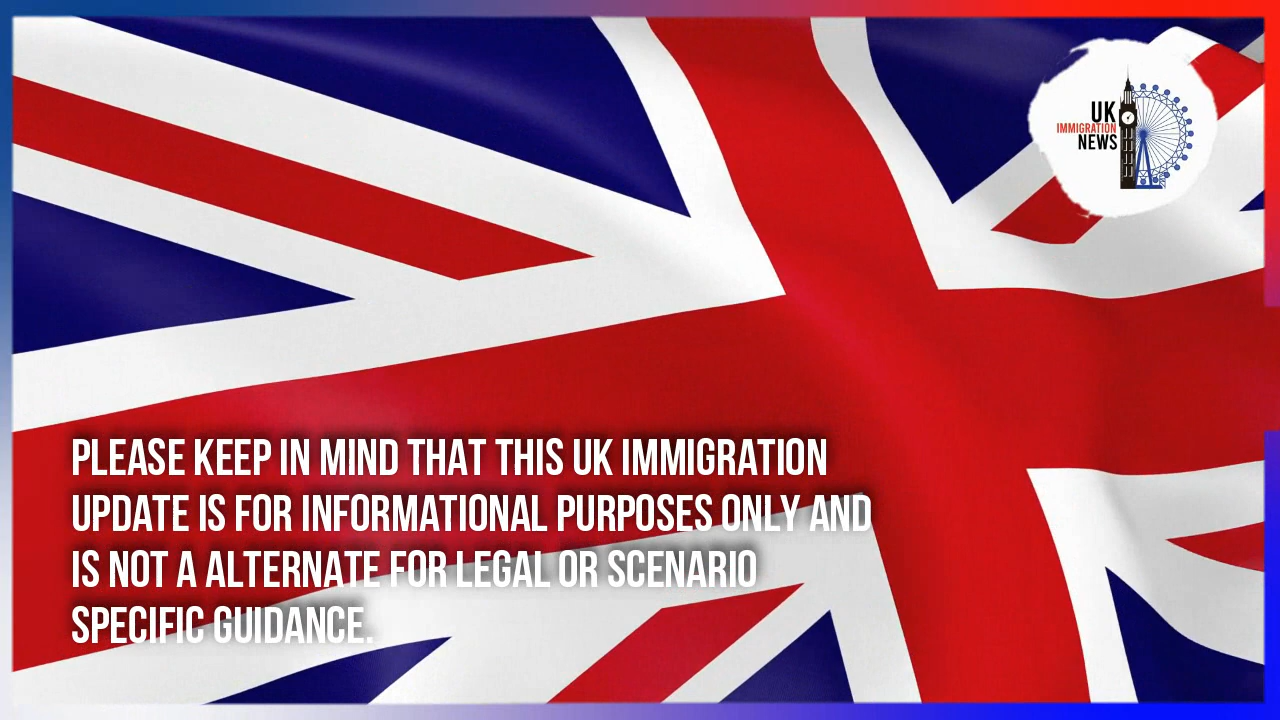 UK
IMMIGRATION
NEWS
PLEASE KEEP IN MIND THAT THIS UK IMMIGRATION
UPDATE IS FOR INFORMATIONAL PURPOSES ONLY AND
IS NOT A ALTERNATE FOR LEGAL OR SCENARIO
SPECIFIC GUIDANCE.